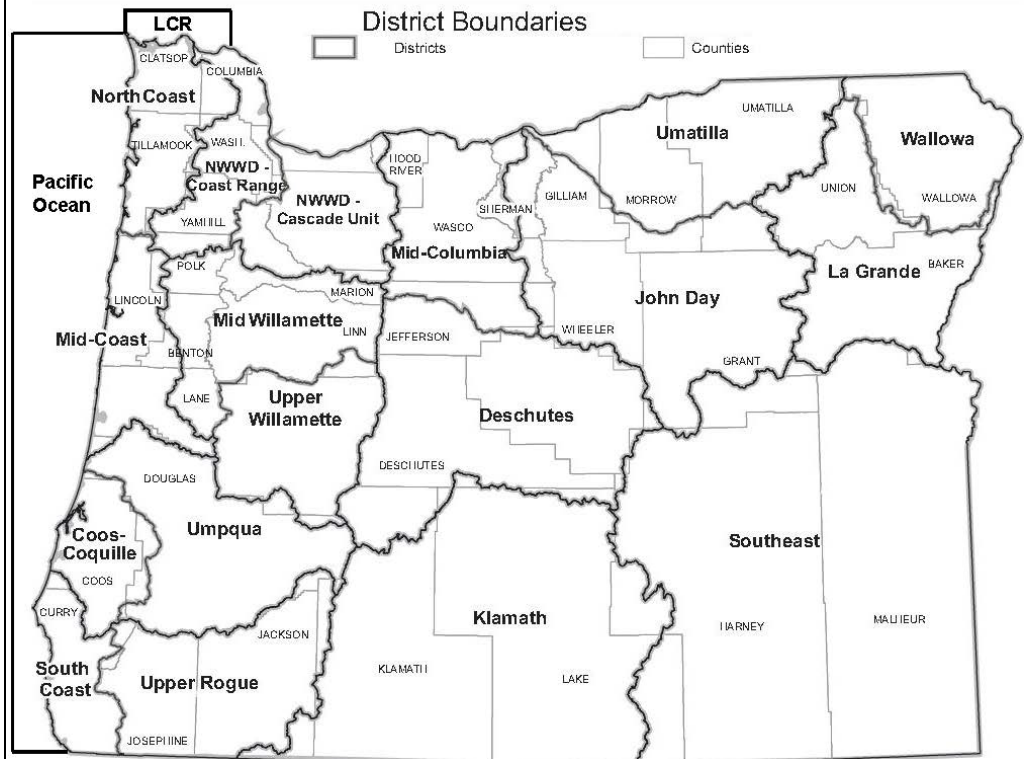 LCR
District Boundaries
Districts
Counties
CLATSOP
COLUMBIA
North Coast
UMATILLA
Umatilla
Wallowa
TILLAMOOK
WASH.
HOOD
RIVER
NWWD -
Coast Range
Pacific
Ocean
UNION
WALLOWA
NWWD -
Cascade Unit
GILLIAM
MORROW
SHERMAN
YAMHILL
WASCO
Mid-Columbia
POLK
La Grande
BAKER
LINCOLN
MARION
John Day
Mid Willamette
LINN
WHEELER
JEFFERSON
Mid-Coast
BENTON
GRANT
LANE
Upper
Willamette
Deschutes
DESCHUTES
DOUGLAS
Umpqua
Coos-
Coquille
Southeast
COOS
CURRY
Klamath
HARNEY
MALHEUR
JACKSON
South
Coast
Upper Rogue
KLAMATH
LAKE
JOSEPHINE